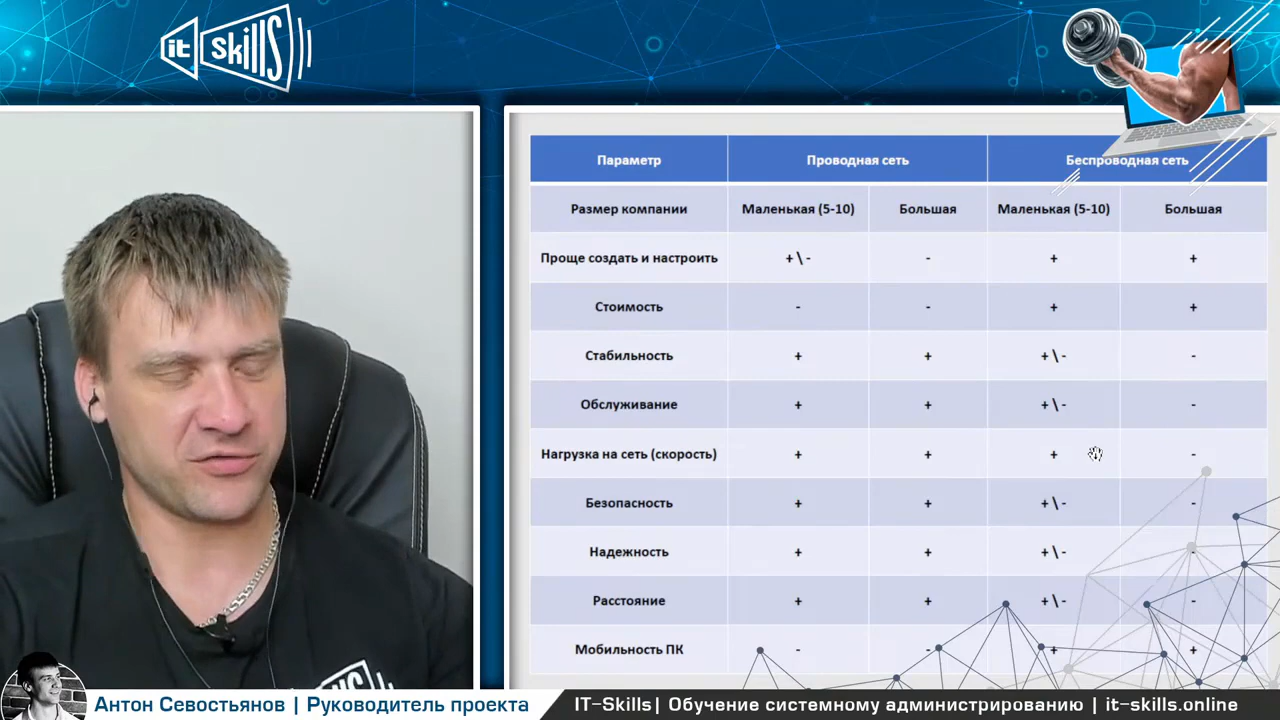 it skills
Параметр Проводная сеть Беспроводная сеть
Размер компании Маленькая (5-10) Большая Маленькая (5-10) Большая
Проще создать и настроить +\- - + +
Стоимость - - + +
Стабильность + + +\- -
Обслуживание + + +\- -
Нагрузка на сеть (скорость) + + + -
Безопасность + + +\- -
Надежность + + +\- -
Расстояние + + +\- -
Мобильность ПК - - + +
Антон Севостьянов | Руководитель проекта
IT-Skills| Обучение системному администрированию | it-skills.online